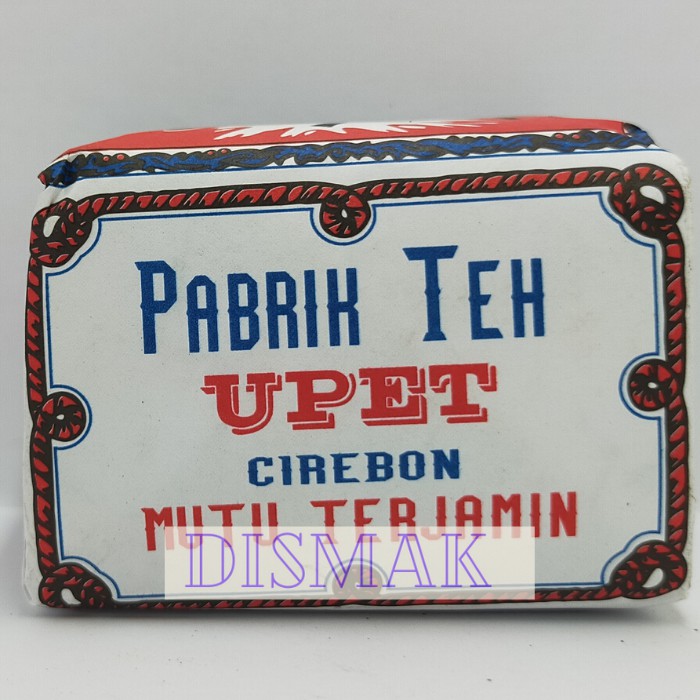 PABRIK TEH
UPET
CIREBON
MUTU TERJAMIN
DISMAK